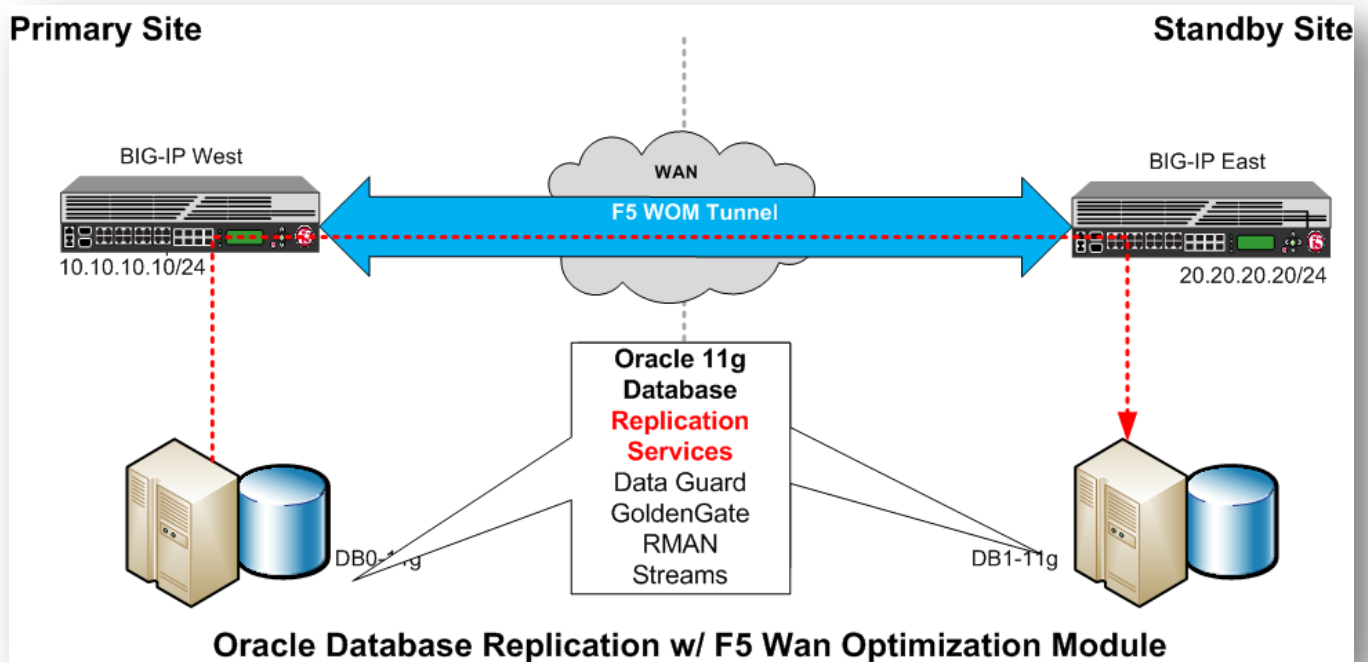 Primary Site
Standby Site
BIG-IP West
WAN
BIG-IP East
F5 WOM Tunnel
10.10.10.10/24
20.20.20.20/24
Oracle 11g
Database
Replication
Services
Data Guard
GoldenGate
RMAN
Streams
DB0-11g
DB1-11g
Oracle Database Replication w/ F5 Wan Optimization Module